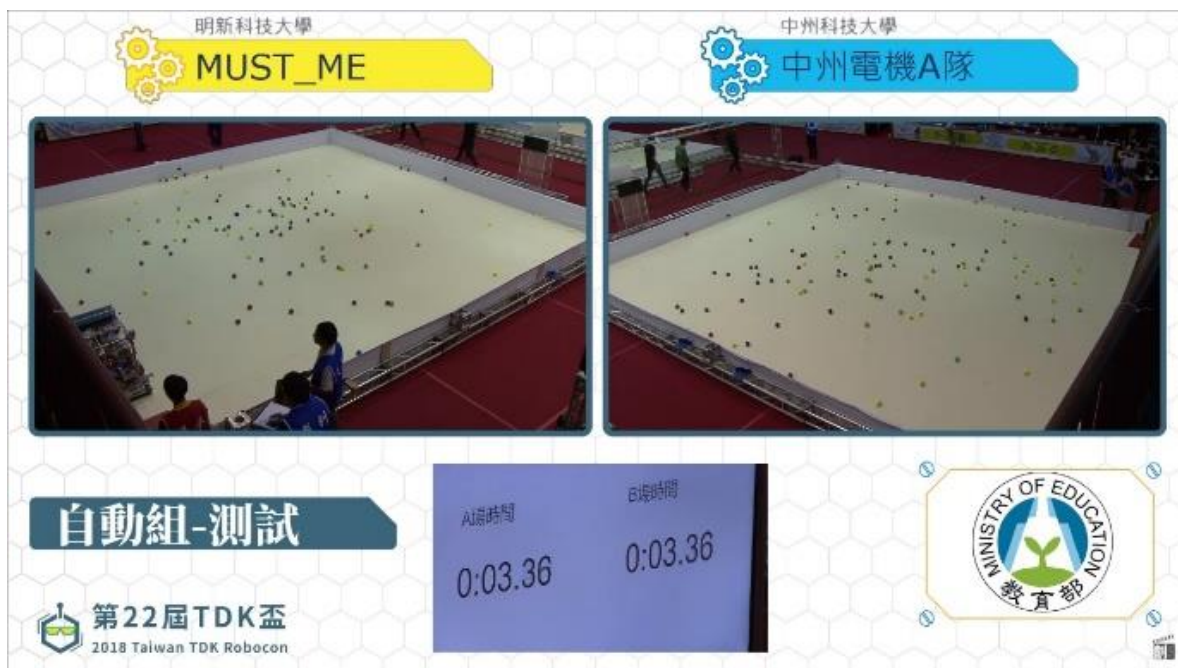 明新科技大學
MUST_ME
中州科技大學
中州電機A隊
自動組-測試
A場時間
0:03.36
B場時間
0:03.36
第22屆TDK盃
2018 Taiwan TDK Robocon
MINISTRY OF EDUCATION
教育部